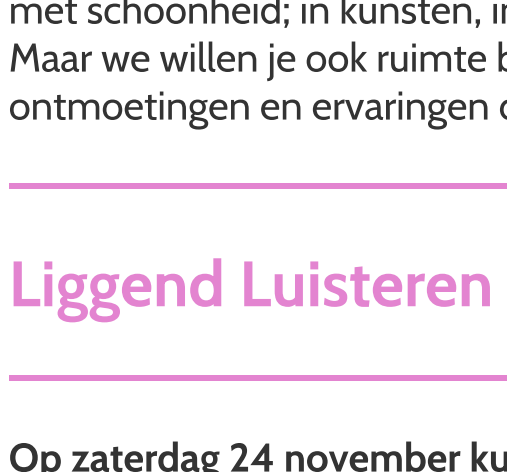 met schoonheid; in kunsten,
Maar we willen je ook ruimte
ontmoetingen en ervaringen
Liggend Luisteren
Op zaterdag 24 november